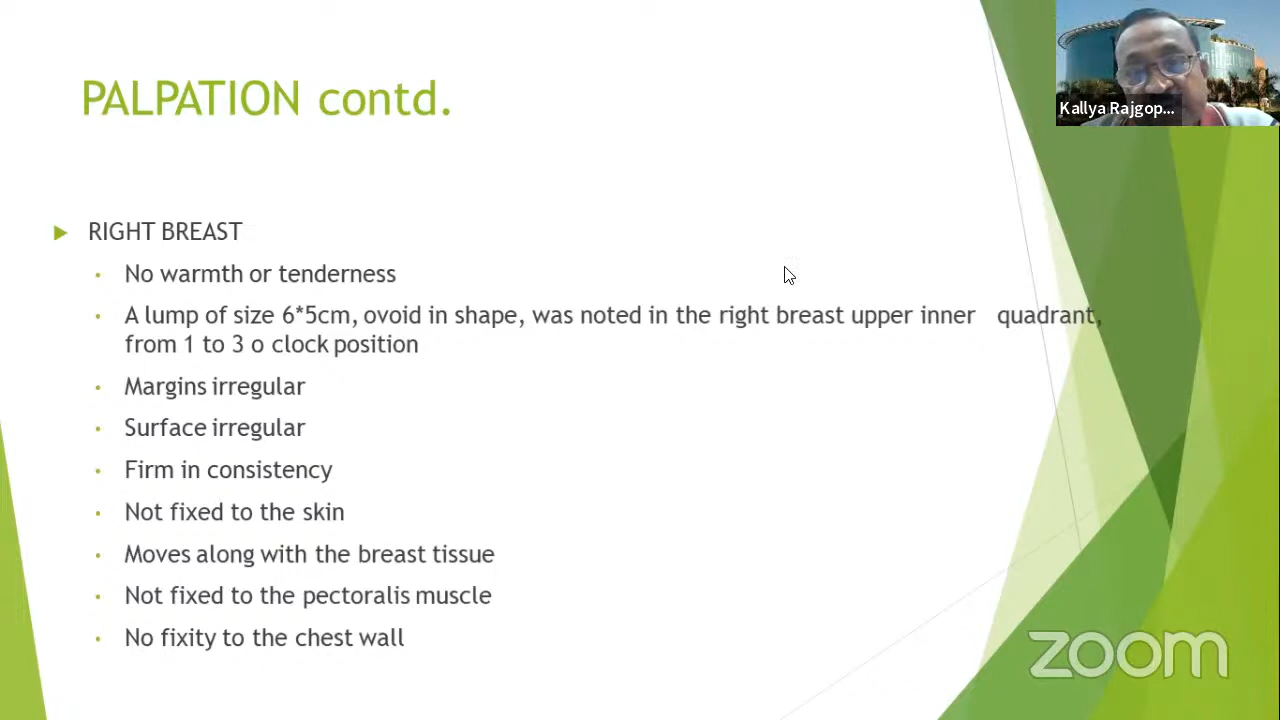 PALPATION contd.
Kallya Rajgop...
RIGHT BREAST
No warmth or tenderness
A lump of size 6*5cm, ovoid in shape, was noted in the right breast upper inner quadrant,
from 1 to 3 o clock position
Margins irregular
Surface irregular
Firm in consistency
Not fixed to the skin
Moves along with the breast tissue
Not fixed to the pectoralis muscle
No fixity to the chest wall
zoom